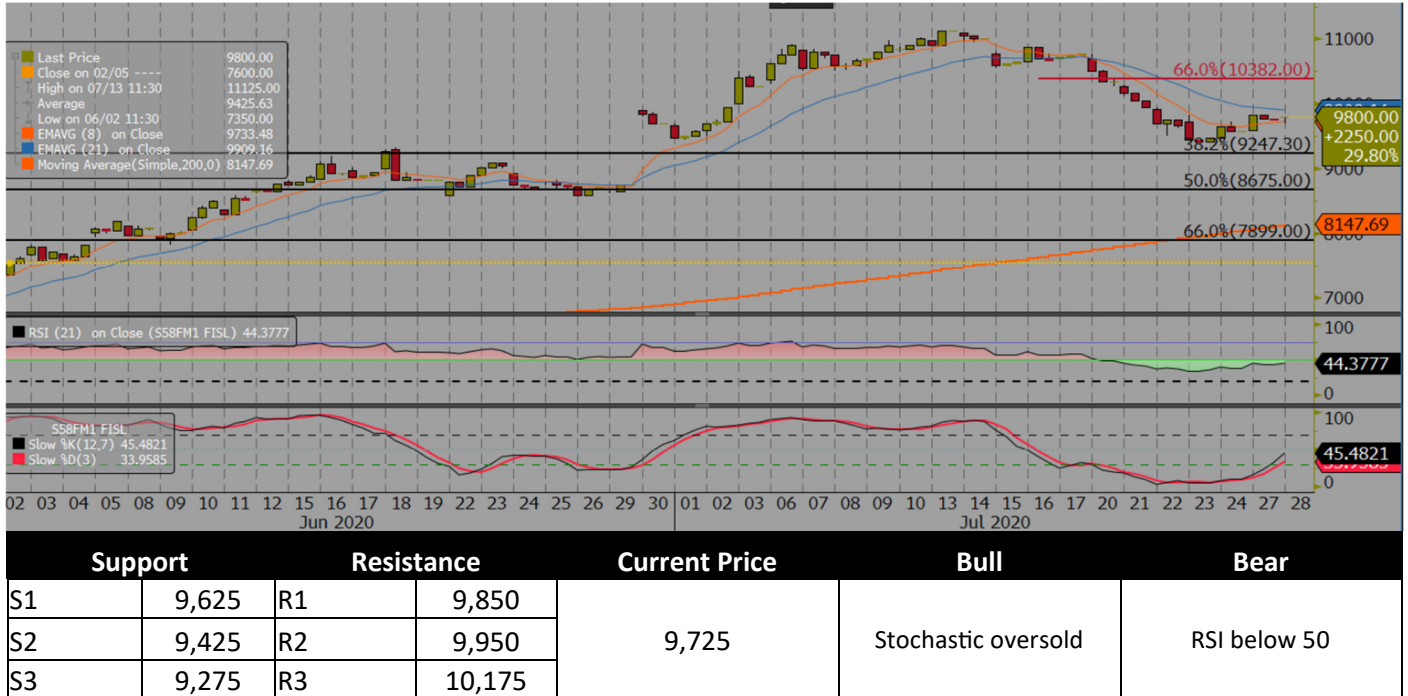 11000
Last Price 9800.00
Close on 02/05 ---- 7600.00
High on 07/13 11:30 11125.00
Average 9425.63
Low on 06/02 11:30 7350.00
EMAVG (8) on Close 9733.48
EMAVG (21) on Close 9909.16
Moving Average(Simple,200,0) 8147.69
66.0%(10382.00)
9800.00
+2250.00
29.80%
38.2%(9247.30)
9000
50.0%(8675.00)
8147.69
66.0%(7899.00)
8000
7000
RSI (21) on Close (S58FM1 FISL) 44.3777
100
44.3777
0
S58FM1 FISL
Slow %K(12,7) 45.4821
Slow %D(3) 33.9585
100
45.4821
0
02 03 04 05 08 09 10 11 12 15 16 17 18 19 22 23 24 25 26 29 30 01 02 03 06 07 08 09 10 13 14 15 16 17 20 21 22 23 24 27 28
Jun 2020 Jul 2020
Support Resistance Current Price Bull Bear
S1 9,625 R1 9,850
S2 9,425 R2 9,950 9,725 Stochastic oversold RSI below 50
S3 9,275 R3 10,175